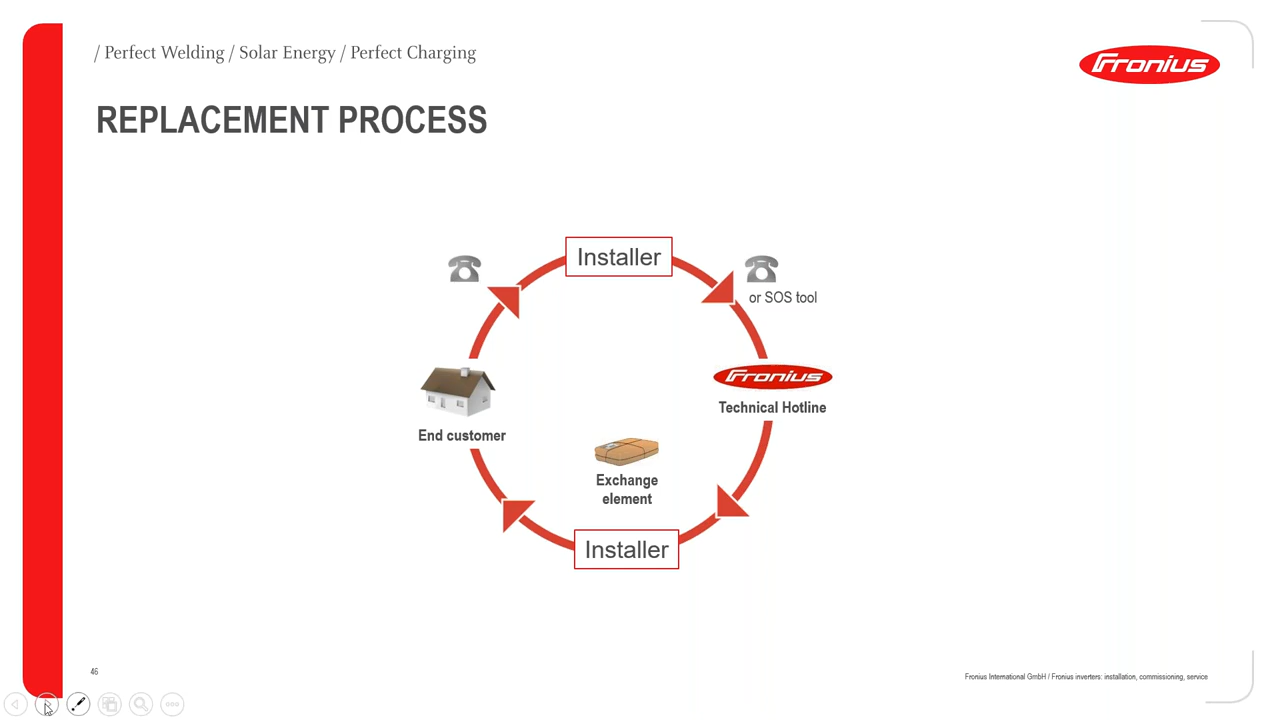 / Perfect Welding / Solar Energy / Perfect Charging
Fronius
REPLACEMENT PROCESS
Installer
or SOS tool
Fronius
Technical Hotline
End customer
Exchange
element
Installer
46
Fronius International GmbH / Fronius inverters: installation, commissioning, service